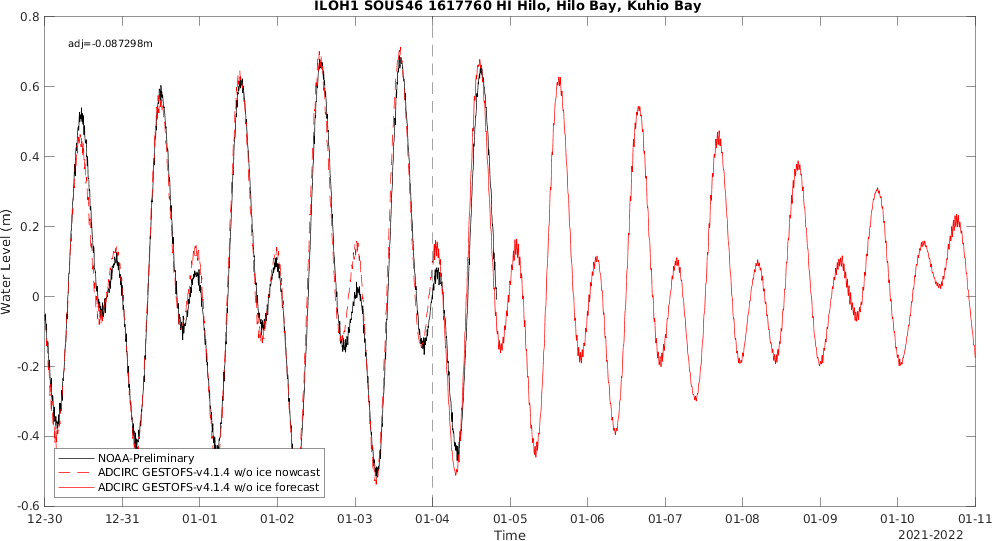 ILOH1 SOUS46 1617760 HI Hilo, Hilo Bay, Kuhio Bay
adj=-0.087298m
0.8
0.6
0.4
0.2
0
-0.2
-0.4
-0.6
Water Level (m)
NOAA-Preliminary
ADCIRC GESTOFS-v4.1.4 w/o ice nowcast
ADCIRC GESTOFS-v4.1.4 w/o ice forecast
12-30 12-31 01-01 01-02 01-03 01-04 01-05 01-06 01-07 01-08 01-09 01-10 01-11
Time
2021-2022